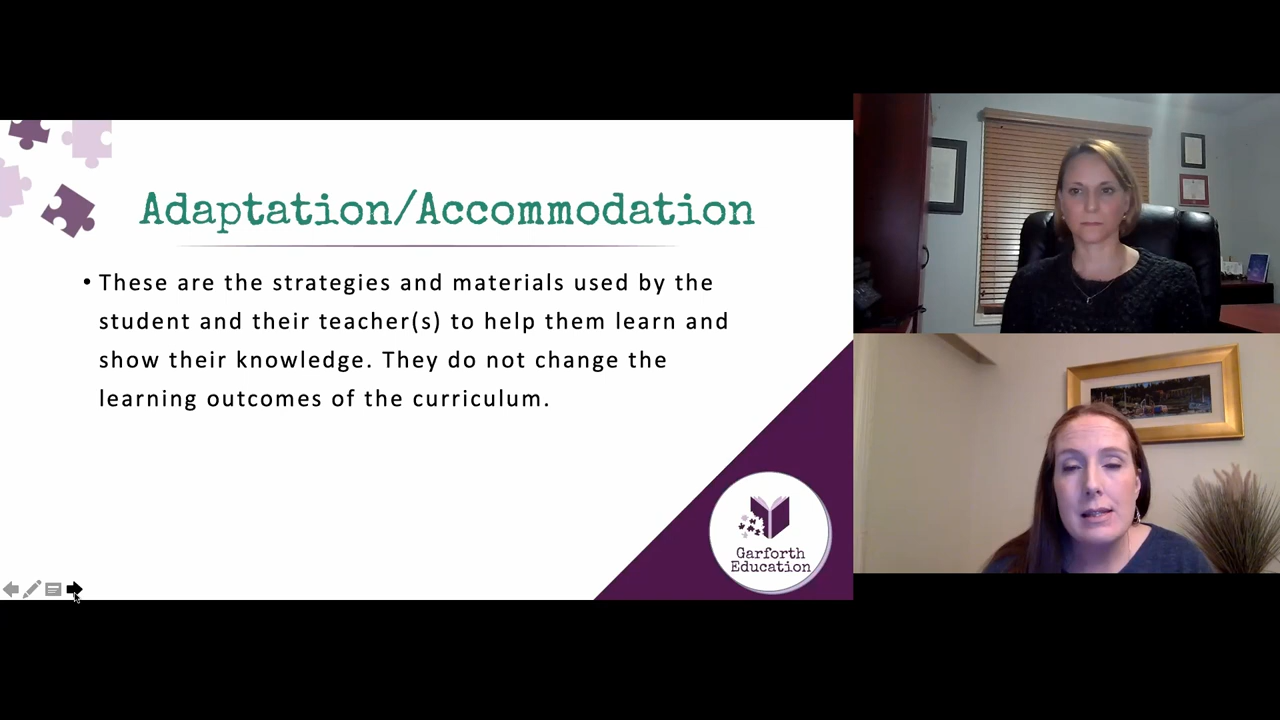 Adaptation/Accommodation
• These are the strategies and materials used by the
student and their teacher(s) to help them learn and
show their knowledge. They do not change the
learning outcomes of the curriculum.
Garforth
Education